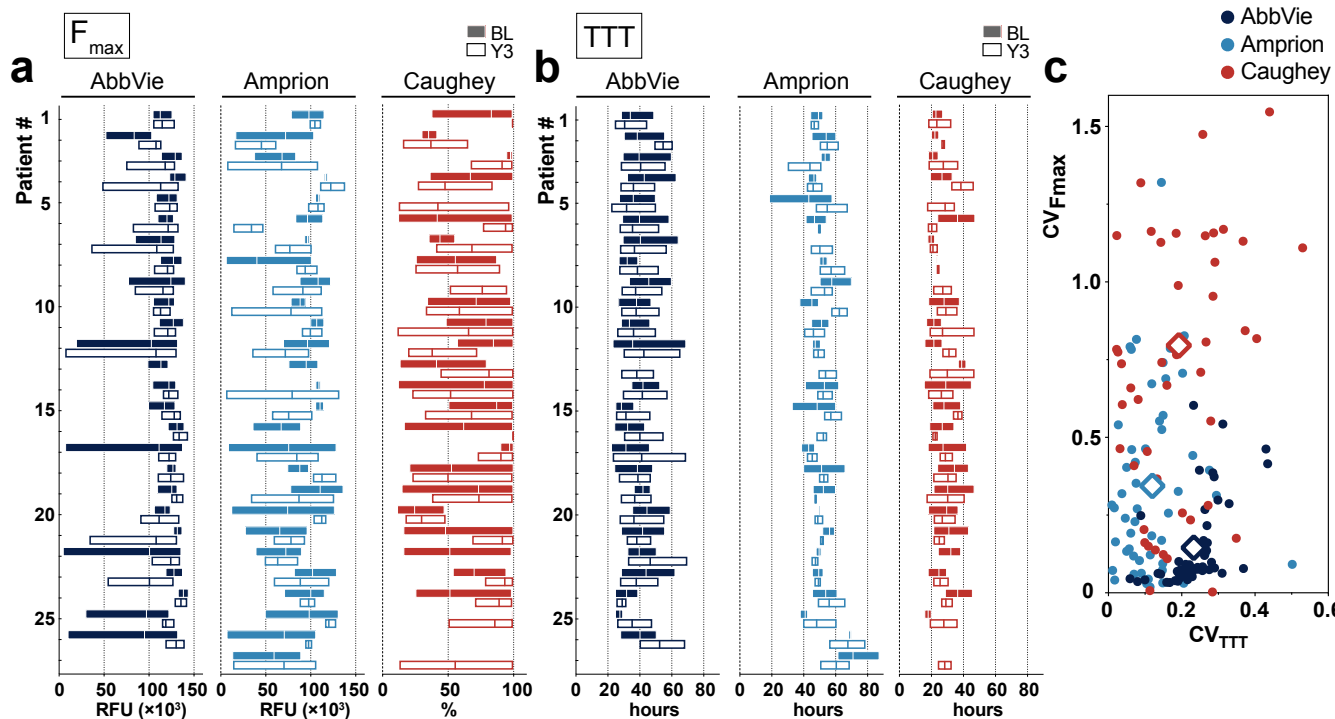 F max
BL
Y3
TTT
BL
Y3
AbbVie
Amprion
Caughey
a
AbbVie
Amprion
Caughey
b
AbbVie
Amprion
Caughey
c
Patient #
1
5
10
15
20
25
0 50 100 150
RFU (×10³)
0 50 100 150
RFU (×10³)
0 50 100
%
Patient #
1
5
10
15
20
25
0 20 40 60 80
hours
0 20 40 60 80
hours
0 20 40 60 80
hours
CV Fmax
1.5
1.0
0.5
0
0 0.2 0.4 0.6
CV TTT